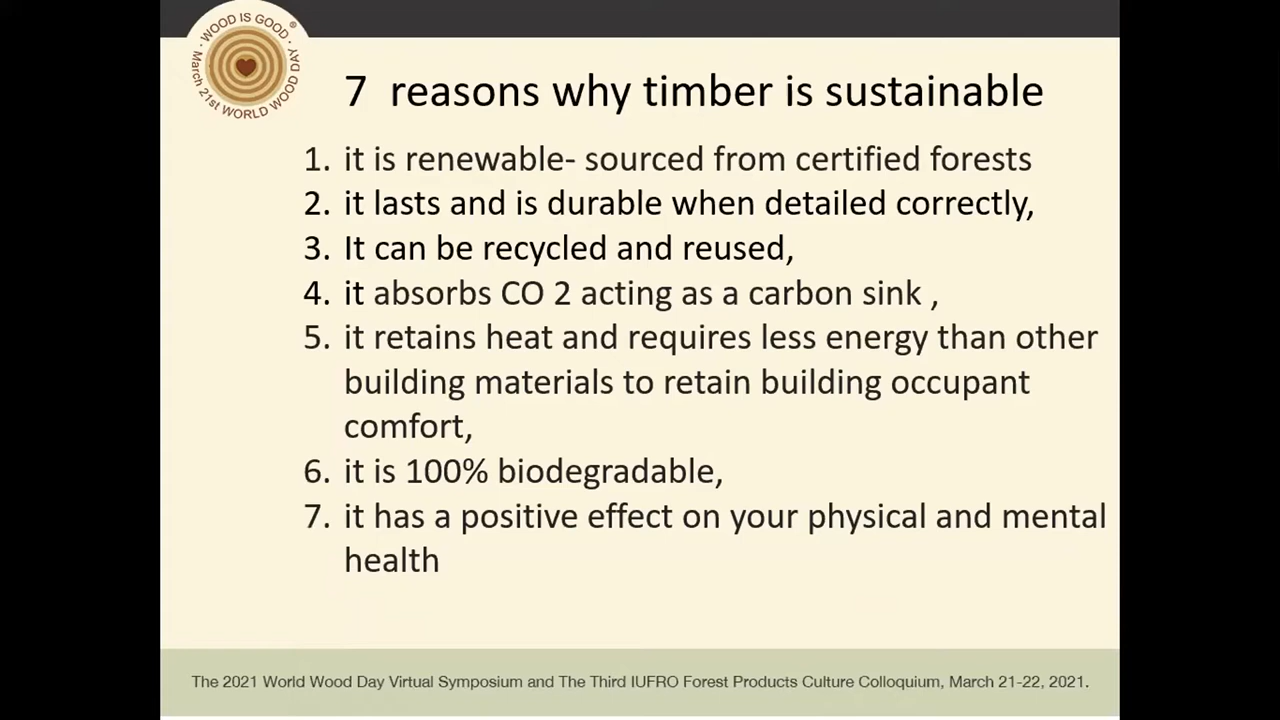 WOOD IS GOOD ·
March 21st WORLD WOOD DAY ·
®
7 reasons why timber is sustainable
1. it is renewable- sourced from certified forests
2. it lasts and is durable when detailed correctly,
3. It can be recycled and reused,
4. it absorbs CO 2 acting as a carbon sink ,
5. it retains heat and requires less energy than other
building materials to retain building occupant
comfort,
6. it is 100% biodegradable,
7. it has a positive effect on your physical and mental
health
The 2021 World Wood Day Virtual Symposium and The Third IUFRO Forest Products Culture Colloquium, March 21-22, 2021.